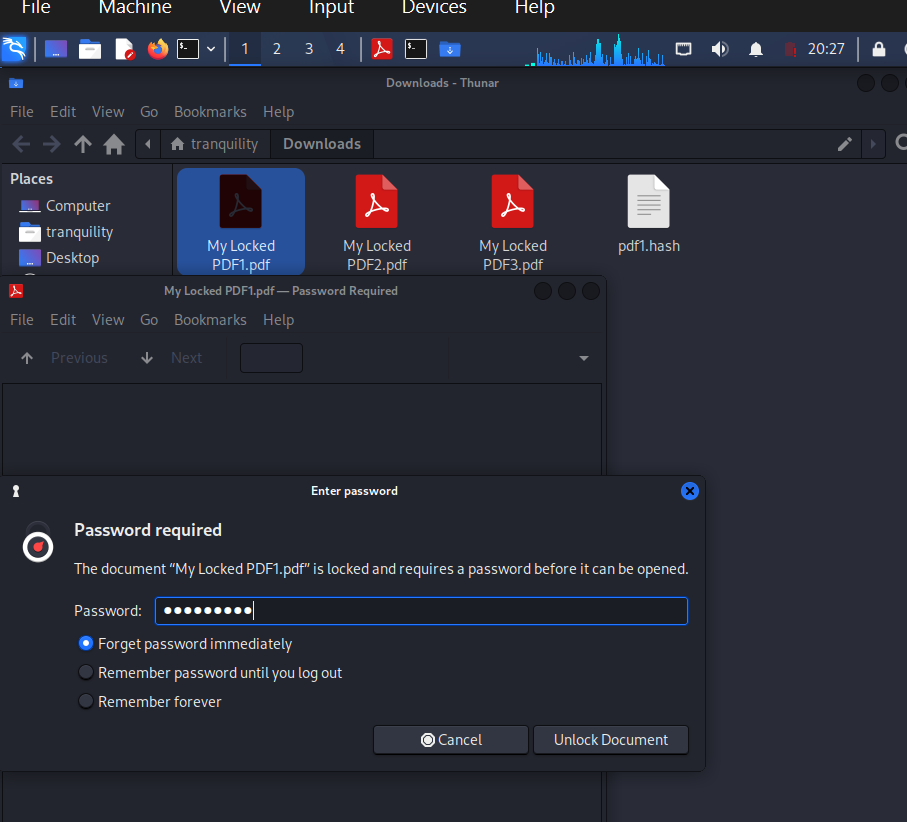 File Machine View Input Devices Help
1 2 3 4 20:27
Downloads - Thunar
File Edit View Go Bookmarks Help
tranquility Downloads
Places
Computer
tranquility
Desktop
My Locked PDF1.pdf
My Locked PDF2.pdf
My Locked PDF3.pdf
pdf1.hash
My Locked PDF1.pdf — Password Required
File Edit View Go Bookmarks Help
Previous Next
Enter password
Password required
The document “My Locked PDF1.pdf” is locked and requires a password before it can be opened.
Password: ●●●●●●●●●
Forget password immediately
Remember password until you log out
Remember forever
Cancel Unlock Document